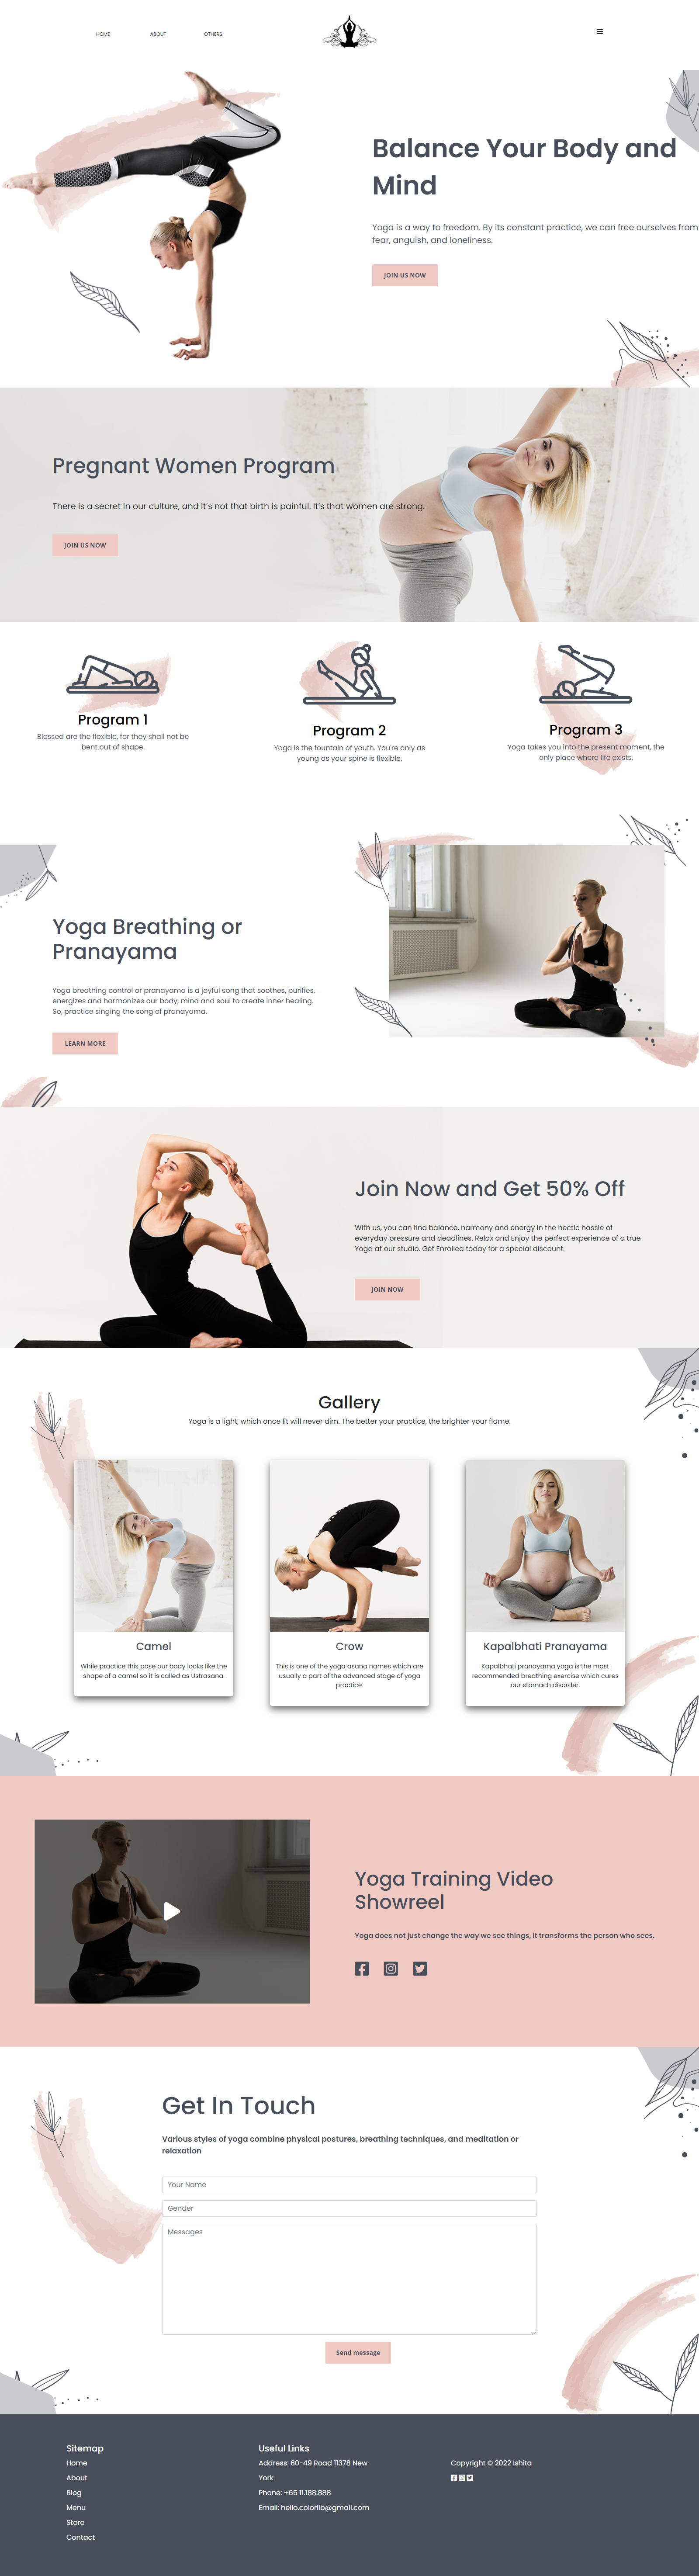 HOME
ABOUT
OTHERS
Balance Your Body and
Mind
Yoga is a way to freedom. By its constant practice, we can free ourselves from
fear, anguish, and loneliness.
JOIN US NOW
Pregnant Women Program
There is a secret in our culture, and it's not that birth is painful. It's that women are strong.
JOIN US NOW
Program 1
Blessed are the flexible, for they shall not be
bent out of shape.
Program 2
Yoga is the fountain of youth. You're only as
young as your spine is flexible.
Program 3
Yoga takes you into the present moment, the
only place where life exists.
Yoga Breathing or
Pranayama
Yoga breathing control or pranayama is a joyful song that soothes, purifies,
energizes and harmonizes our body, mind and soul to create inner healing.
So, practice singing the song of pranayama.
LEARN MORE
Join Now and Get 50% Off
With us, you can find balance, harmony and energy in the hectic hassle of
everyday pressure and deadlines. Relax and Enjoy the perfect experience of a true
Yoga at our studio. Get Enrolled today for a special discount.
JOIN NOW
Gallery
Yoga is a light, which once lit will never dim. The better your practice, the brighter your flame.
Camel
While practice this pose our body looks like the
shape of a camel so it is called as Ustrasana.
Crow
This is one of the yoga asana names which are
usually a part of the advanced stage of yoga
practice.
Kapalbhati Pranayama
Kapalbhati pranayama yoga is the most
recommended breathing exercise which cures
our stomach disorder.
Yoga Training Video
Showreel
Yoga does not just change the way we see things, it transforms the person who sees.
Get In Touch
Various styles of yoga combine physical postures, breathing techniques, and meditation or
relaxation
Your Name
Gender
Messages
Send message
Sitemap
Home
About
Blog
Menu
Store
Contact
Useful Links
Address: 60-49 Road 11378 New
York
Phone: +65 11.188.888
Email: hello.colorlib@gmail.com
Copyright © 2022 Ishita